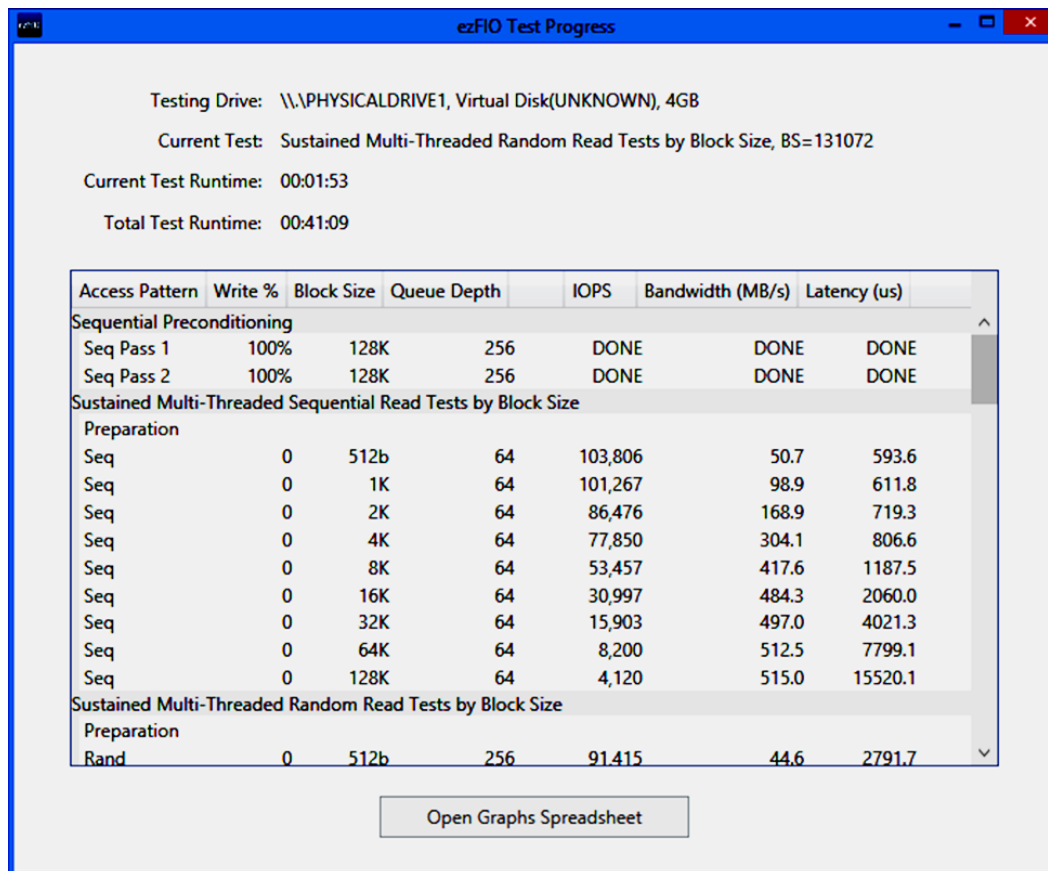 ezFIO Test Progress
Testing Drive: \\.\PHYSICALDRIVE1, Virtual Disk(UNKNOWN), 4GB
Current Test: Sustained Multi-Threaded Random Read Tests by Block Size, BS=131072
Current Test Runtime: 00:01:53
Total Test Runtime: 00:41:09
Access Pattern Write % Block Size Queue Depth IOPS Bandwidth (MB/s) Latency (us)
Sequential Preconditioning
Seq Pass 1 100% 128K 256 DONE DONE DONE
Seq Pass 2 100% 128K 256 DONE DONE DONE
Sustained Multi-Threaded Sequential Read Tests by Block Size
Preparation
Seq 0 512b 64 103,806 50.7 593.6
Seq 0 1K 64 101,267 98.9 611.8
Seq 0 2K 64 86,476 168.9 719.3
Seq 0 4K 64 77,850 304.1 806.6
Seq 0 8K 64 53,457 417.6 1187.5
Seq 0 16K 64 30,997 484.3 2060.0
Seq 0 32K 64 15,903 497.0 4021.3
Seq 0 64K 64 8,200 512.5 7799.1
Seq 0 128K 64 4,120 515.0 15520.1
Sustained Multi-Threaded Random Read Tests by Block Size
Preparation
Rand 0 512b 256 91,415 44.6 2791.7
Open Graphs Spreadsheet